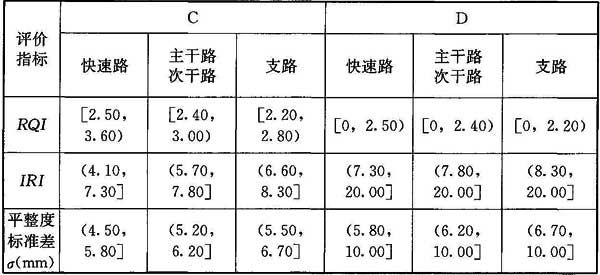 评价
指标
C
D
快速路
主干路
次干路
支路
快速路
主干路
次干路
支路
RQI
[2.50,
3.60)
[2.40,
3.00)
[2.20,
2.80)
[0, 2.50)
[0, 2.40)
[0, 2.20)
IRI
(4.10,
7.30]
(5.70,
7.80]
(6.60,
8.30]
(7.30,
20.00]
(7.80,
20.00]
(8.30,
20.00]
平整度
标准差
σ(mm)
(4.50,
5.80]
(5.20,
6.20]
(5.50,
6.70]
(5.80,
10.00]
(6.20,
10.00]
(6.70,
10.00]